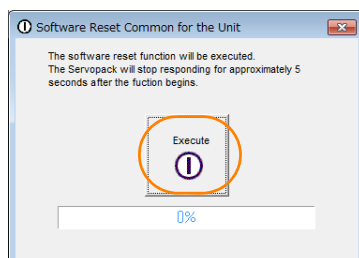 Software Reset Common for the Unit
The software reset function will be executed.
The Servopack will stop responding for approximately 5
seconds after the fuction begins.
Execute
0%